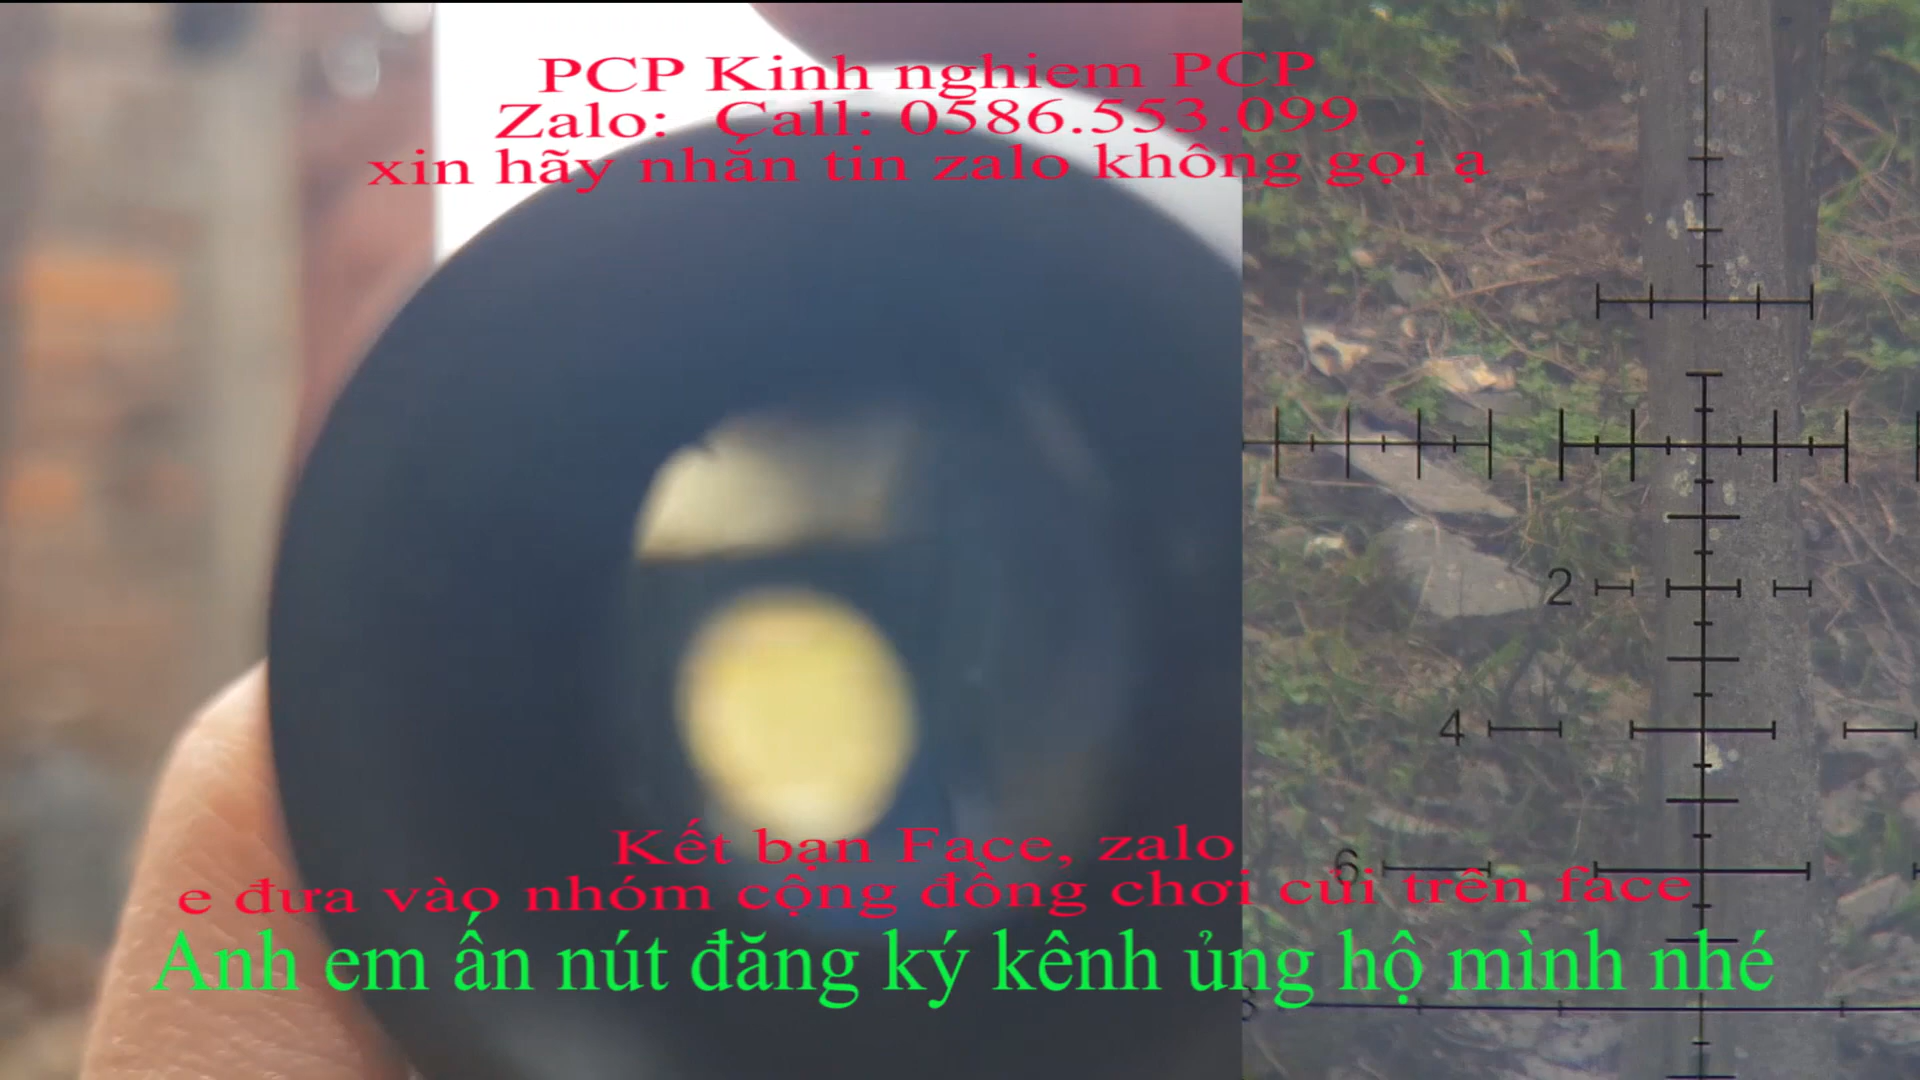 PCP Kinh nghiem PCP
Zalo: Call: 0586.553.099
xin hãy nhắn tin zalo không gọi ạ
2
4
6
Kết bạn Face, zalo
e đưa vào nhóm cộng đồng chơi củi trên face
Anh em ấn nút đăng ký kênh ủng hộ mình nhé